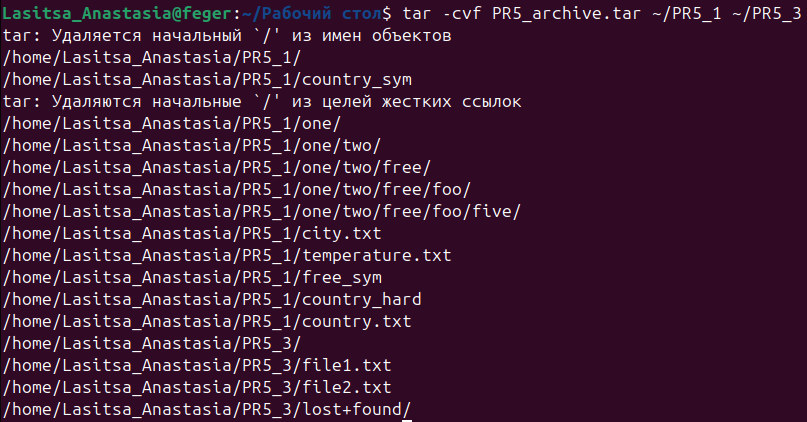 Lasitsa_Anastasia@feger:~/Рабочий стол$ tar -cvf PR5_archive.tar ~/PR5_1 ~/PR5_3
tar: Удаляется начальный `/' из имен объектов
/home/Lasitsa_Anastasia/PR5_1/
/home/Lasitsa_Anastasia/PR5_1/country_sym
tar: Удаляются начальные `/' из целей жестких ссылок
/home/Lasitsa_Anastasia/PR5_1/one/
/home/Lasitsa_Anastasia/PR5_1/one/two/
/home/Lasitsa_Anastasia/PR5_1/one/two/free/
/home/Lasitsa_Anastasia/PR5_1/one/two/free/foo/
/home/Lasitsa_Anastasia/PR5_1/one/two/free/foo/five/
/home/Lasitsa_Anastasia/PR5_1/city.txt
/home/Lasitsa_Anastasia/PR5_1/temperature.txt
/home/Lasitsa_Anastasia/PR5_1/free_sym
/home/Lasitsa_Anastasia/PR5_1/country_hard
/home/Lasitsa_Anastasia/PR5_1/country.txt
/home/Lasitsa_Anastasia/PR5_3/
/home/Lasitsa_Anastasia/PR5_3/file1.txt
/home/Lasitsa_Anastasia/PR5_3/file2.txt
/home/Lasitsa_Anastasia/PR5_3/lost+found/